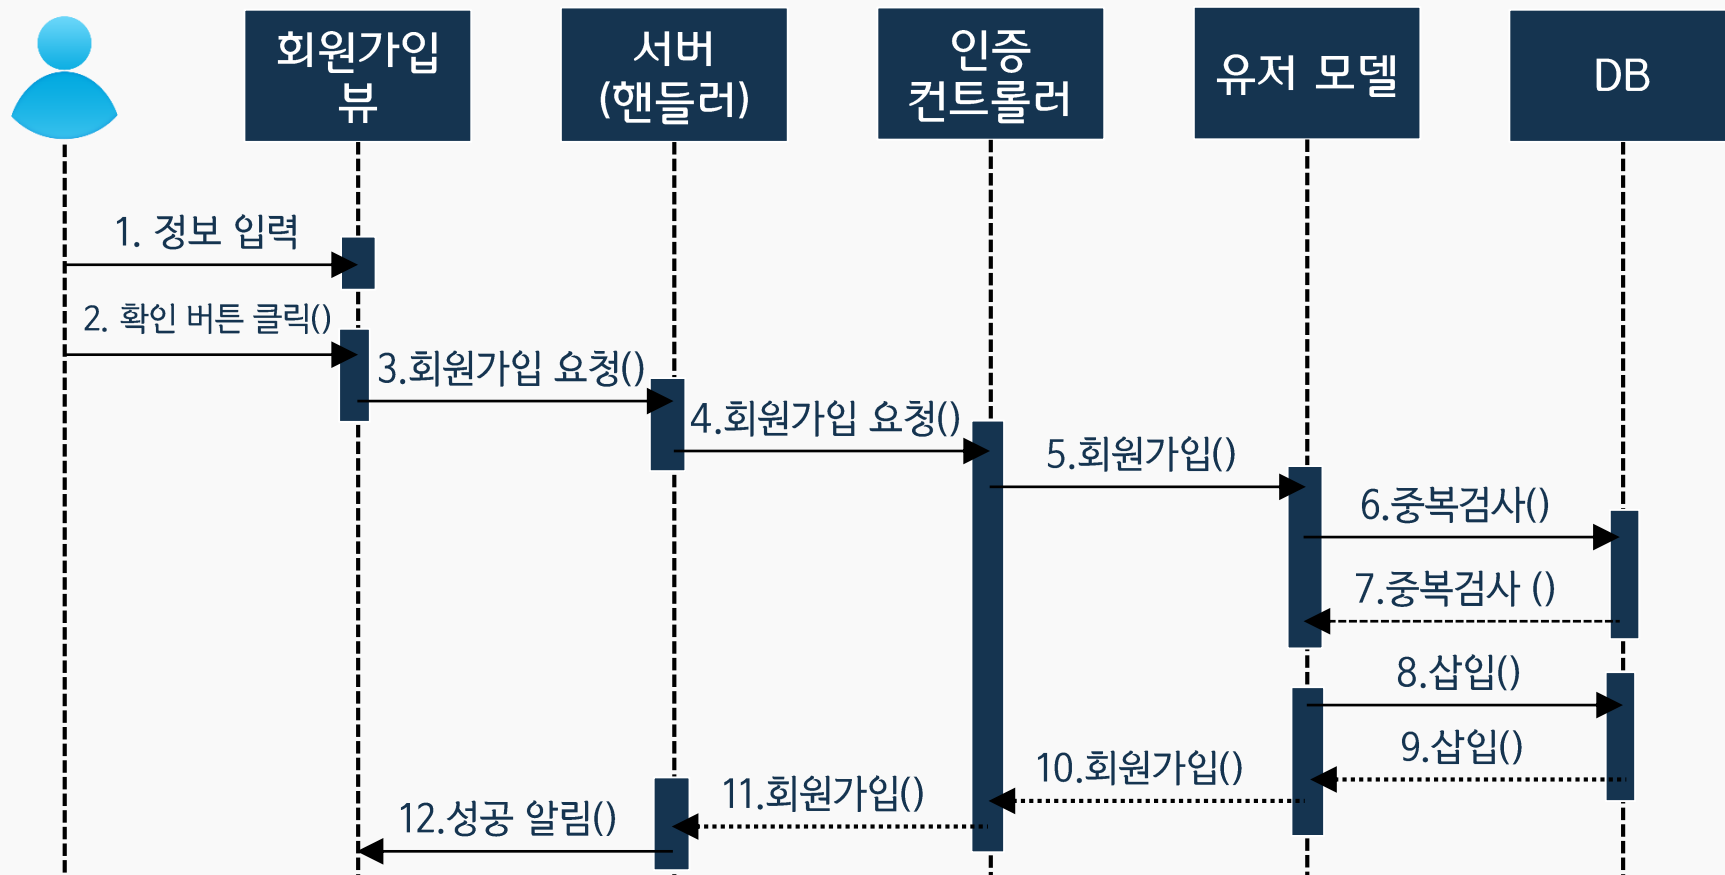 회원가입
뷰
서버
(핸들러)
인증
컨트롤러
유저 모델
DB
1. 정보 입력
2. 확인 버튼 클릭()
3.회원가입 요청()
4.회원가입 요청()
5.회원가입()
6.중복검사()
7.중복검사 ()
8.삽입()
9.삽입()
10.회원가입()
11.회원가입()
12.성공 알림()